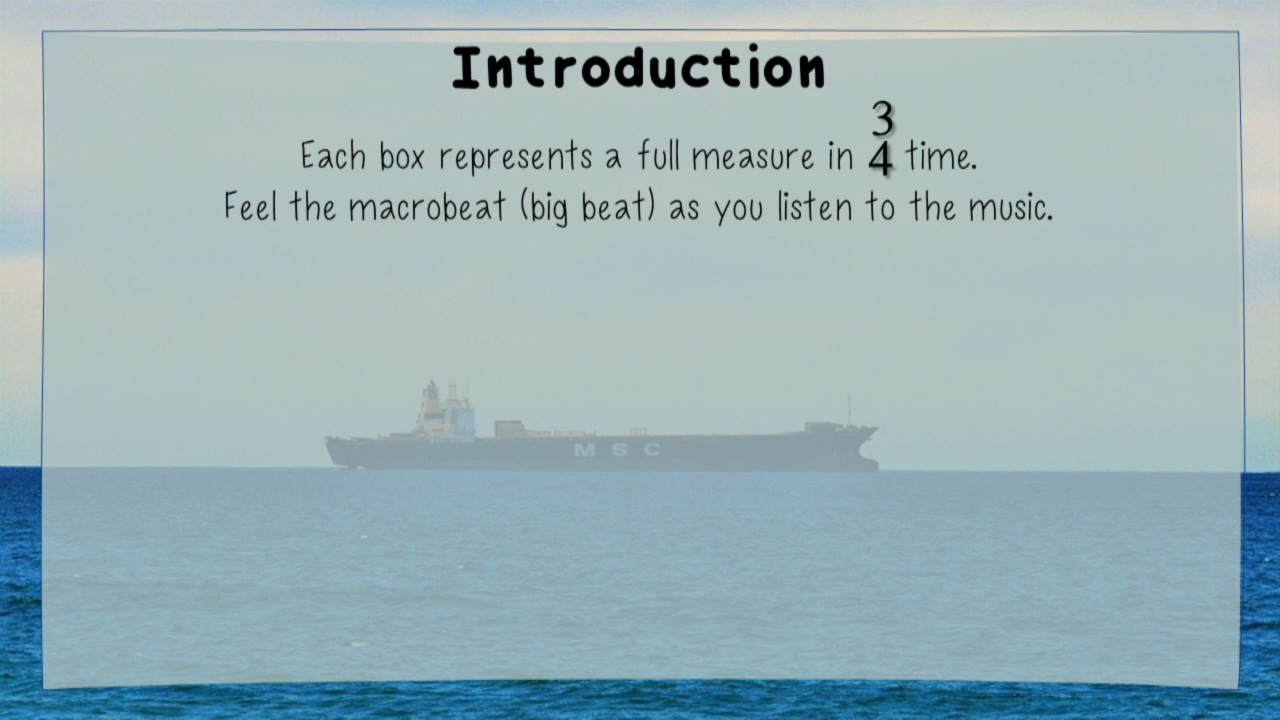 Introduction
Each box represents a full measure in 3/4 time.
Feel the macrobeat (big beat) as you listen to the music.
MSC